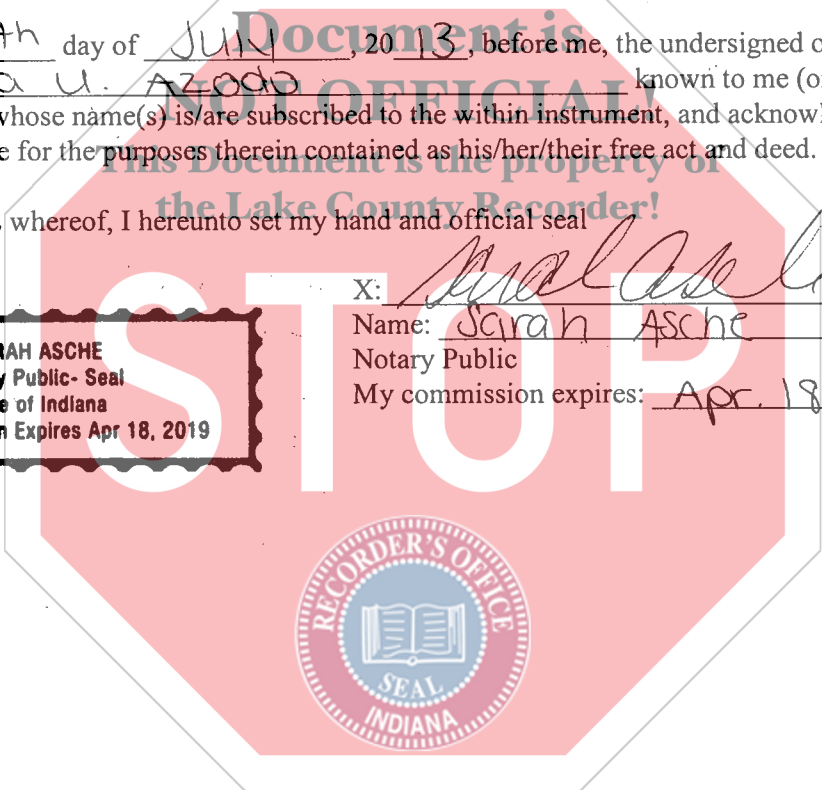 Document is
th day of July, 20 13, before me, the undersigned
NOT OFFICIAL!
a U. Azodo known to me (or
whose name(s) is/are subscribed to the within instrument, and
e for the purposes therein contained as his/her/their free act and deed.
This Document is the property of
the Lake County Recorder!
whereof, I hereunto set my hand and official seal
X: Sarah Asche
Name: Sarah Asche
Notary Public
My commission expires: Apr. 18
RAH ASCHE
y Public- Seal
e of Indiana
n Expires Apr 18, 2019
STOP
RECORDER'S OFFICE
SEAL
INDIANA